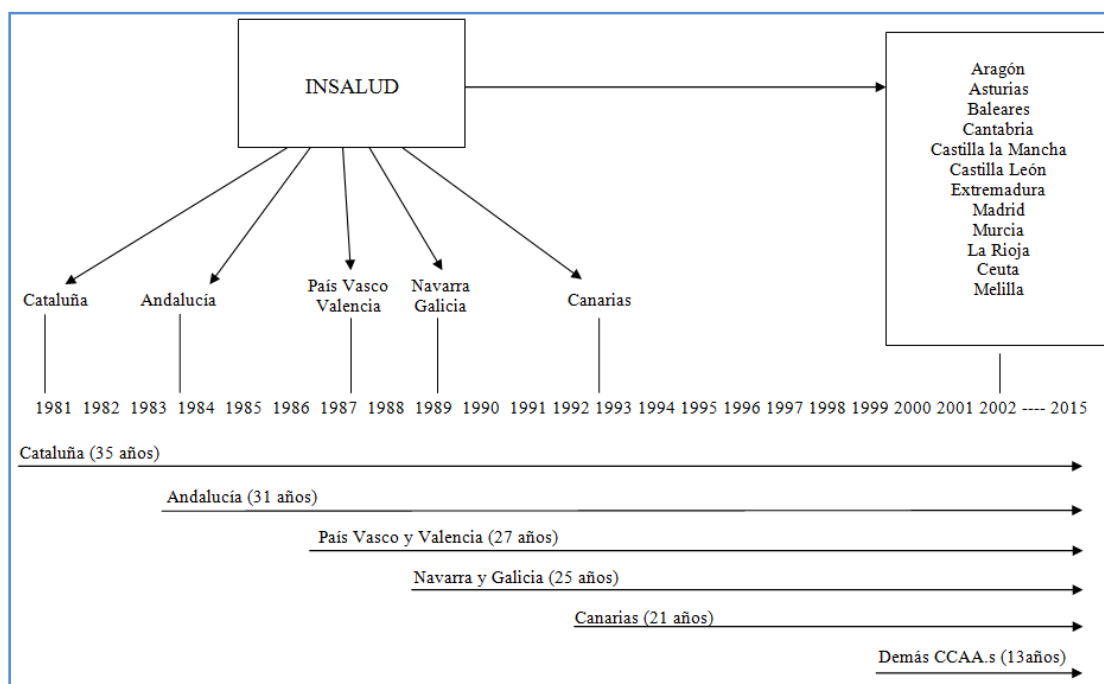 INSALUD
Aragón
Asturias
Baleares
Cantabria
Castilla la Mancha
Castilla León
Extremadura
Madrid
Murcia
La Rioja
Ceuta
Melilla
Cataluña
Andalucía
País Vasco
Valencia
Navarra
Galicia
Canarias
1981 1982 1983 1984 1985 1986 1987 1988 1989 1990 1991 1992 1993 1994 1995 1996 1997 1998 1999 2000 2001 2002 ---- 2015
Cataluña (35 años)
Andalucía (31 años)
País Vasco y Valencia (27 años)
Navarra y Galicia (25 años)
Canarias (21 años)
Demás CCAA.s (13años)